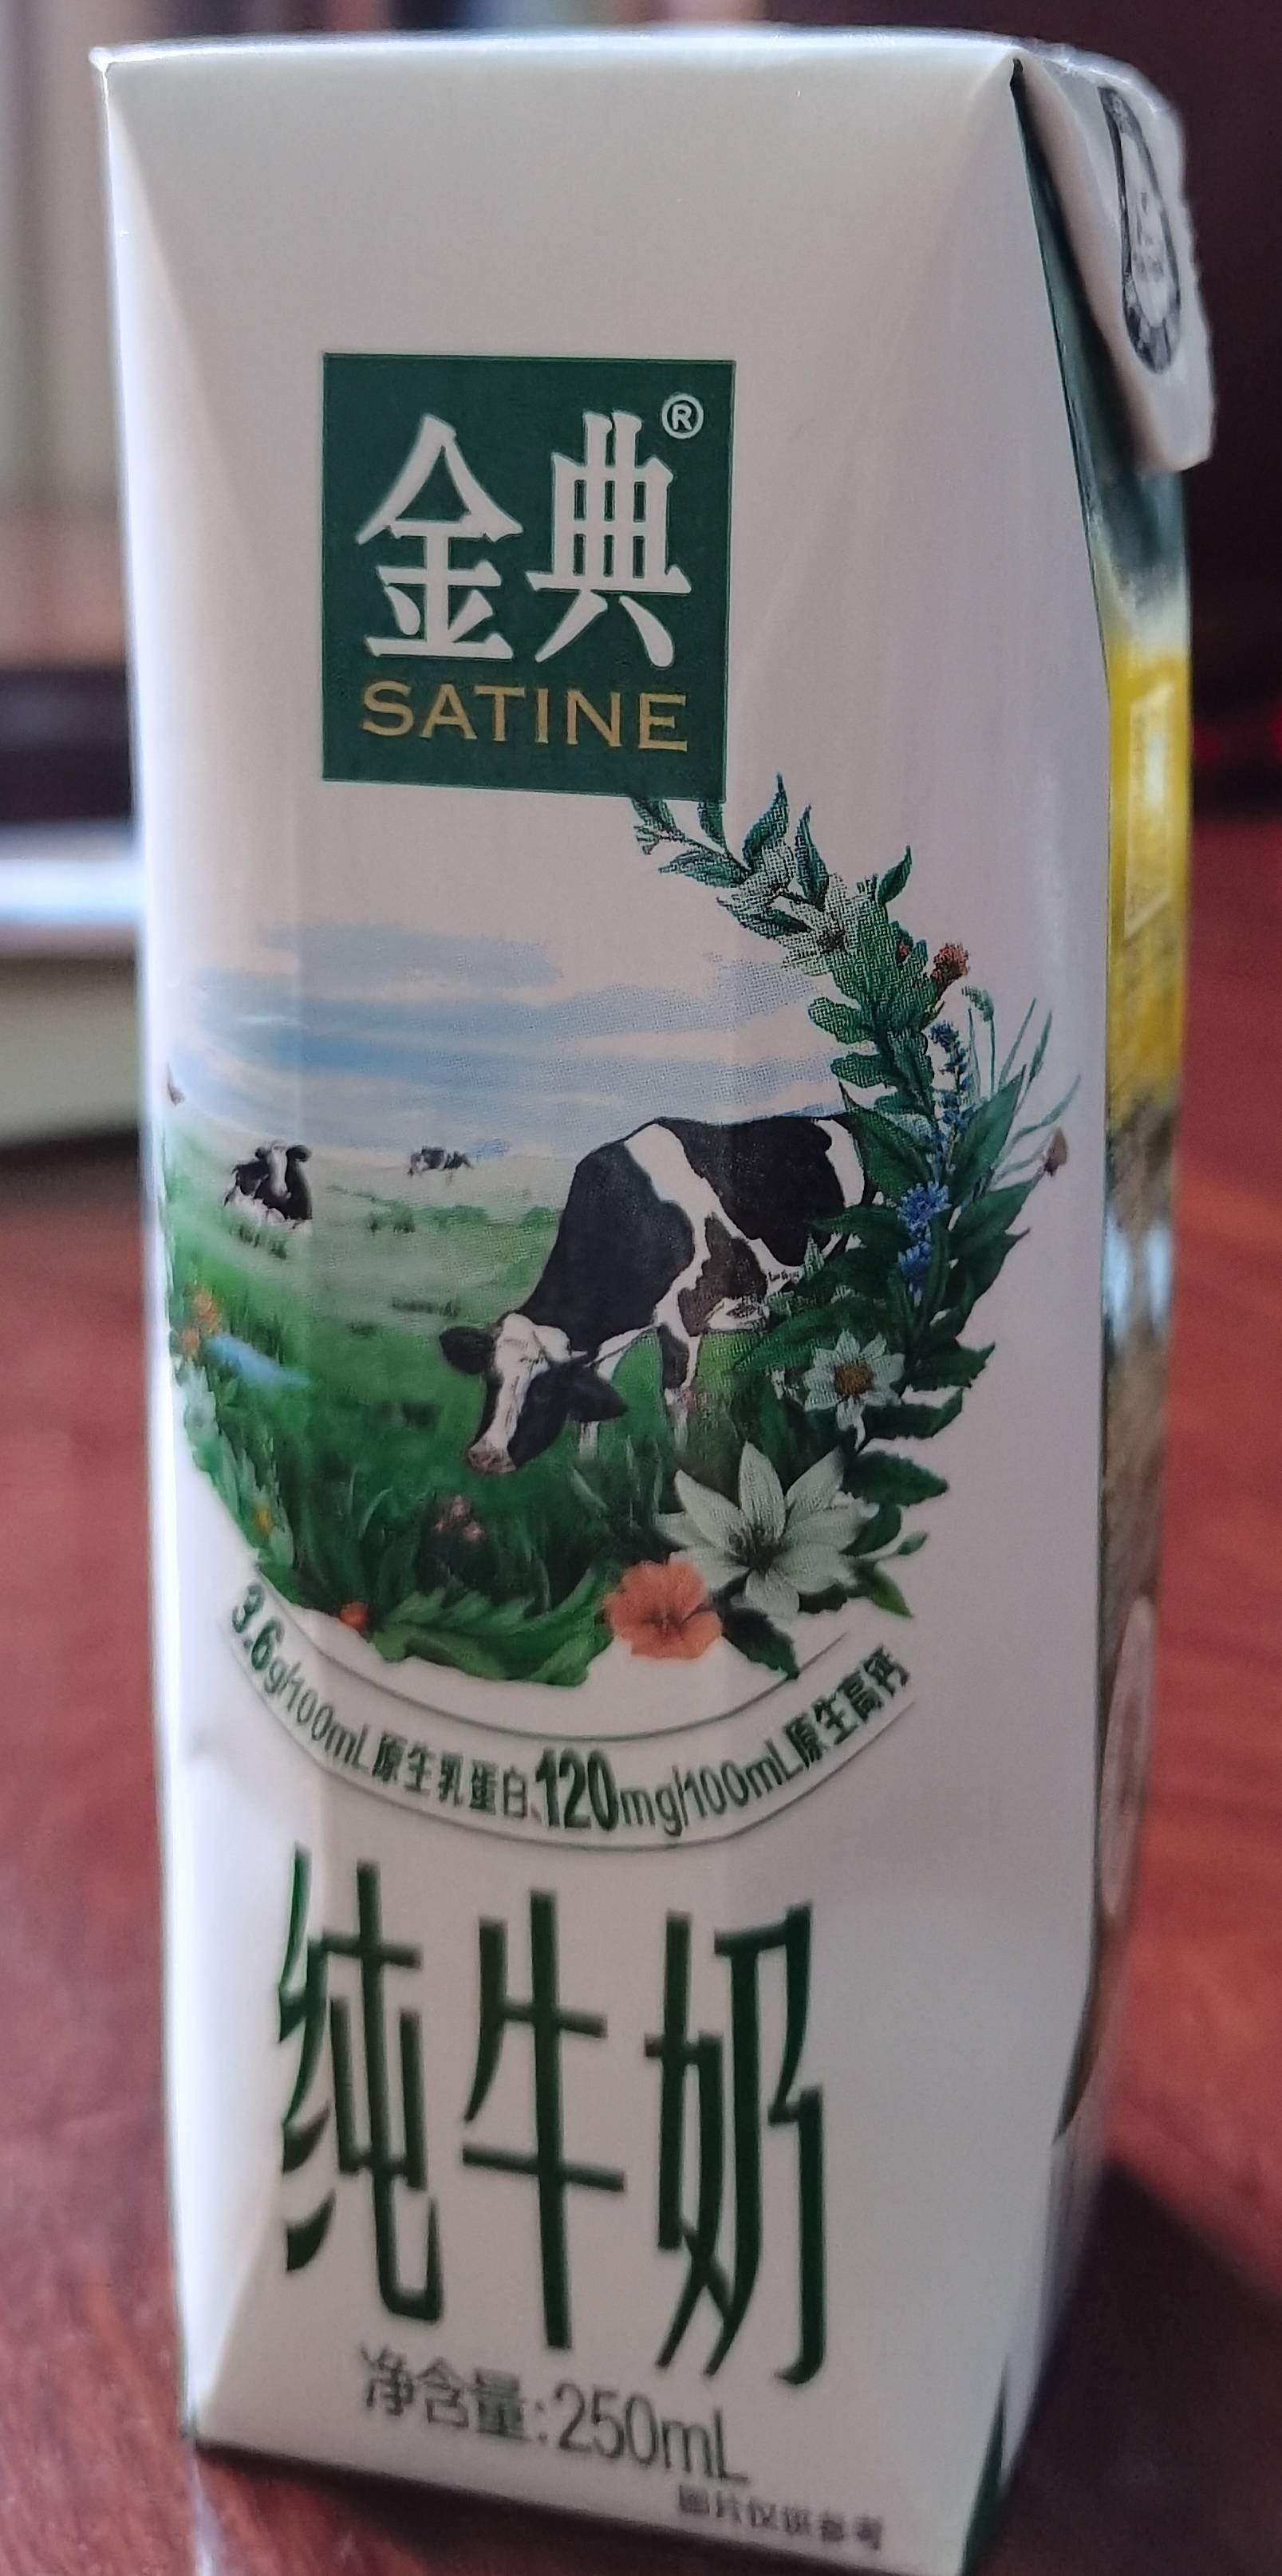 金典®
SATINE
3.6g/100mL原生乳蛋白、120mg/100mL原生高钙
纯牛奶
净含量:250mL
图片仅供参考